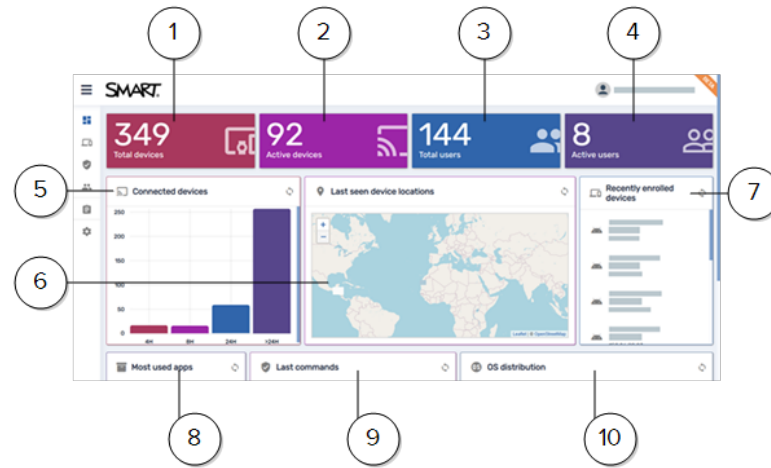 1
2
3
4
SMART
349
Total devices
92
Active devices
144
Total users
8
Active users
5
Connected devices
Last seen device locations
Recently enrolled
devices
7
250
200
150
100
50
0
4H
8H
24H
>24H
+
−
6
Leaflet | © OpenStreetMap
Most used apps
Last commands
OS distribution
8
9
10